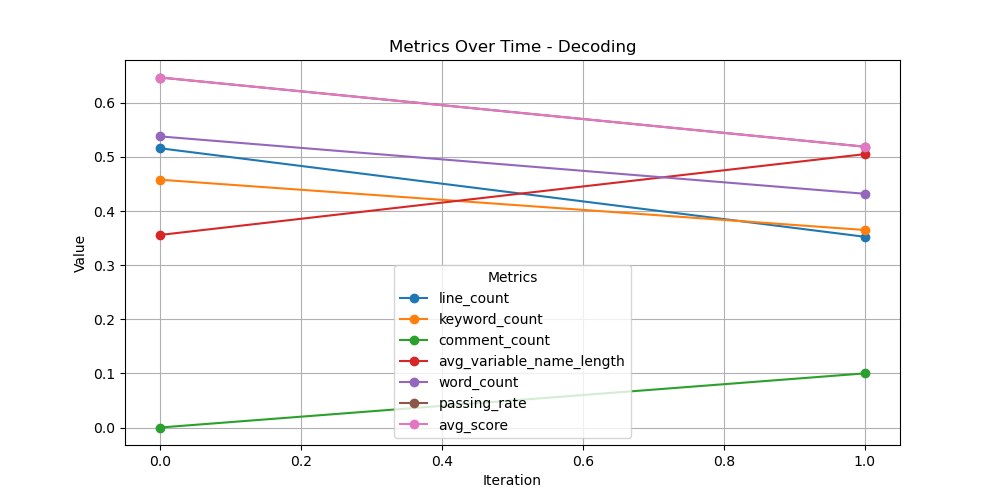 Metrics Over Time - Decoding
Value
0.6
0.5
0.4
0.3
0.2
0.1
0.0
Metrics
line_count
keyword_count
comment_count
avg_variable_name_length
word_count
passing_rate
avg_score
0.0 0.2 0.4 0.6 0.8 1.0
Iteration